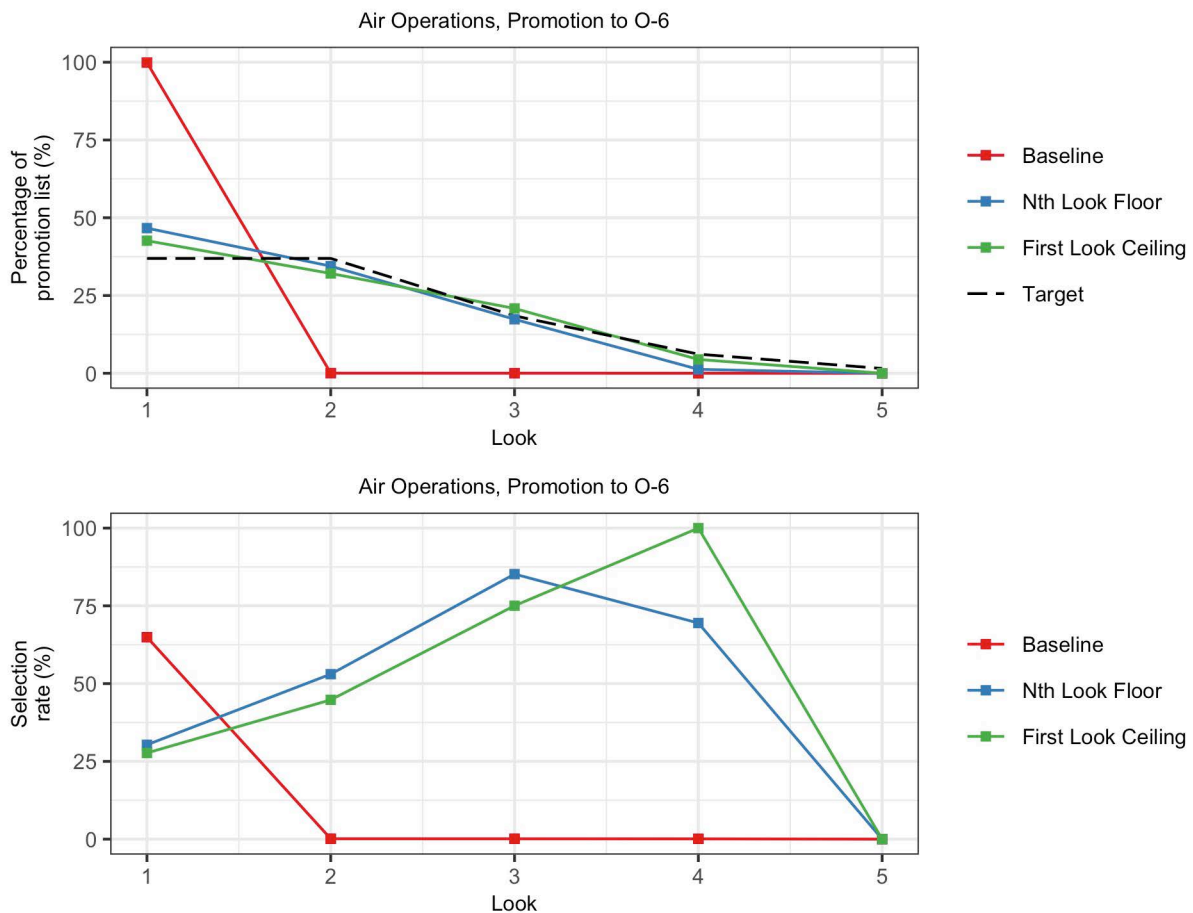 Air Operations, Promotion to O-6
Percentage of
promotion list (%)
100
75
50
25
0
1 2 3 4 5
Look
Baseline
Nth Look Floor
First Look Ceiling
Target
Air Operations, Promotion to O-6
Selection
rate (%)
100
75
50
25
0
1 2 3 4 5
Look
Baseline
Nth Look Floor
First Look Ceiling